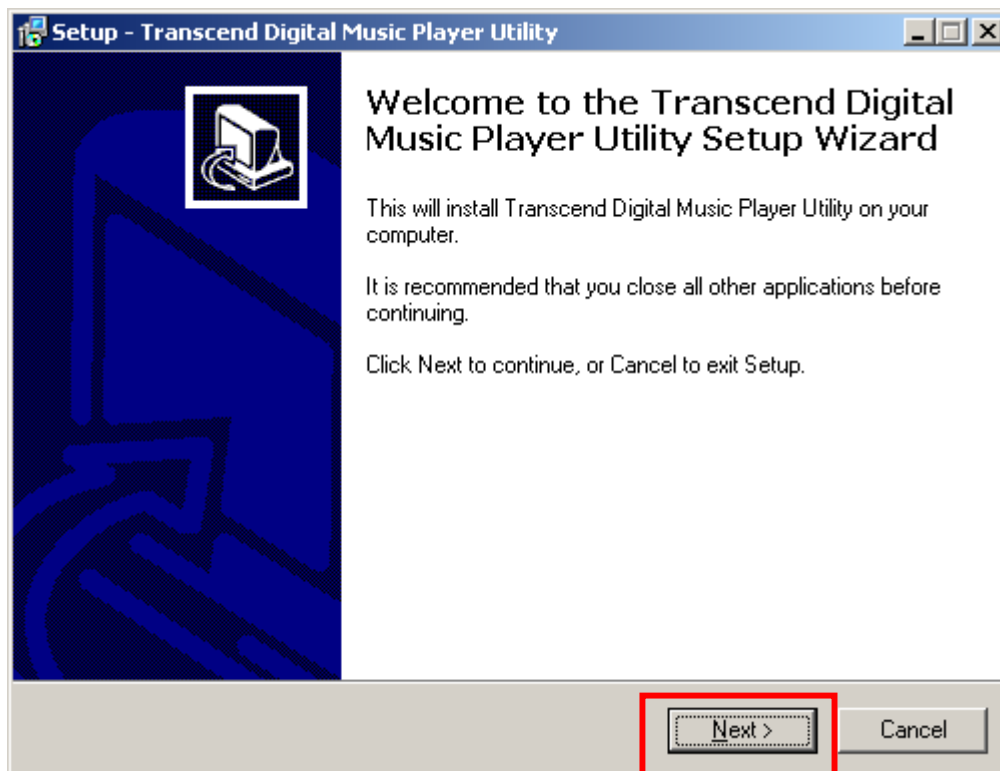 Setup - Transcend Digital Music Player Utility
Welcome to the Transcend Digital
Music Player Utility Setup Wizard
This will install Transcend Digital Music Player Utility on your
computer.
It is recommended that you close all other applications before
continuing.
Click Next to continue, or Cancel to exit Setup.
Next > Cancel